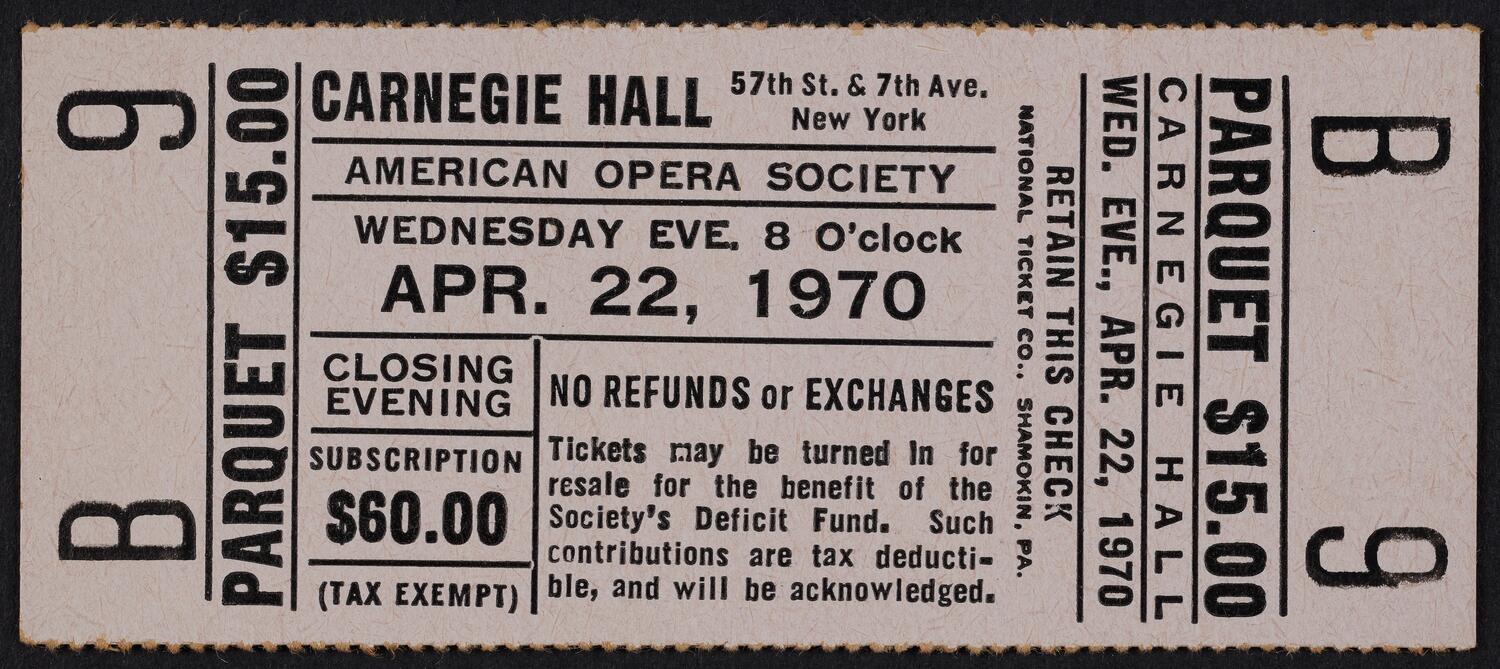 B 9
PARQUET $15.00
CARNEGIE HALL
57th St. & 7th Ave.
New York
AMERICAN OPERA SOCIETY
WEDNESDAY EVE. 8 O'clock
APR. 22, 1970
CLOSING
EVENING
SUBSCRIPTION
$60.00
(TAX EXEMPT)
NO REFUNDS or EXCHANGES
Tickets may be turned in for
resale for the benefit of the
Society's Deficit Fund. Such
contributions are tax deducti-
ble, and will be acknowledged.
NATIONAL TICKET CO., SHAMOKIN, PA.
RETAIN THIS CHECK
WED. EVE., APR. 22, 1970
CARNEGIE HALL
PARQUET $15.00
B 9